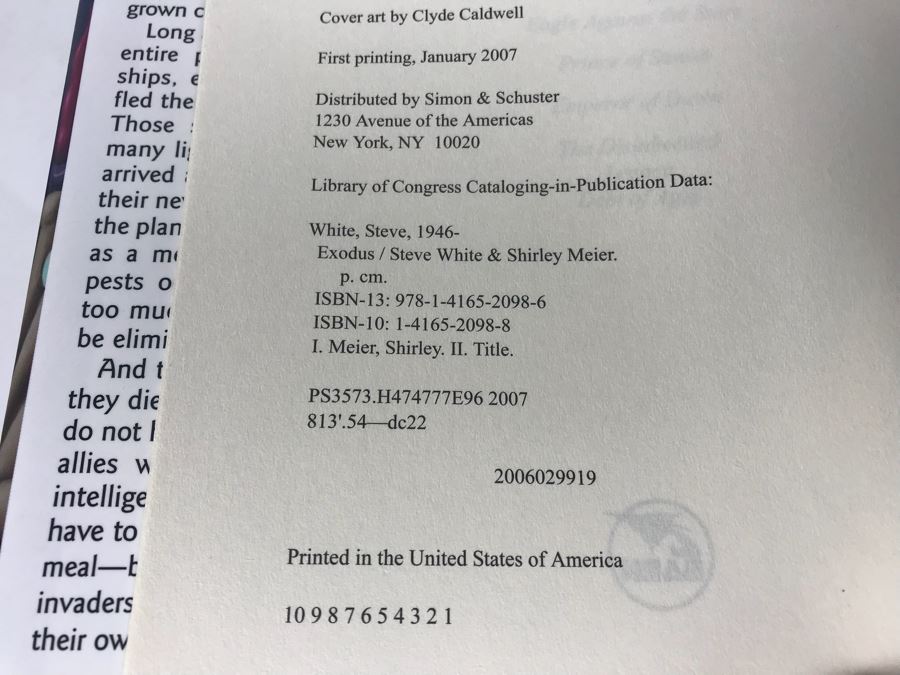 grown
Long
entire
ships,
fled the
Those
many
arrived
their
the plan
as a
pests
too
be
And
they die
do not
allies
intellige
have to
meal—
invaders
their
Cover art by Clyde Caldwell
First printing, January 2007
Distributed by Simon & Schuster
1230 Avenue of the Americas
New York, NY 10020
Library of Congress Cataloging-in-Publication Data:
White, Steve, 1946-
Exodus / Steve White & Shirley Meier.
p. cm.
ISBN-13: 978-1-4165-2098-6
ISBN-10: 1-4165-2098-8
I. Meier, Shirley. II. Title.
PS3573.H474777E96 2007
813'.54—dc22
2006029919
Printed in the United States of America
10 9 8 7 6 5 4 3 2 1